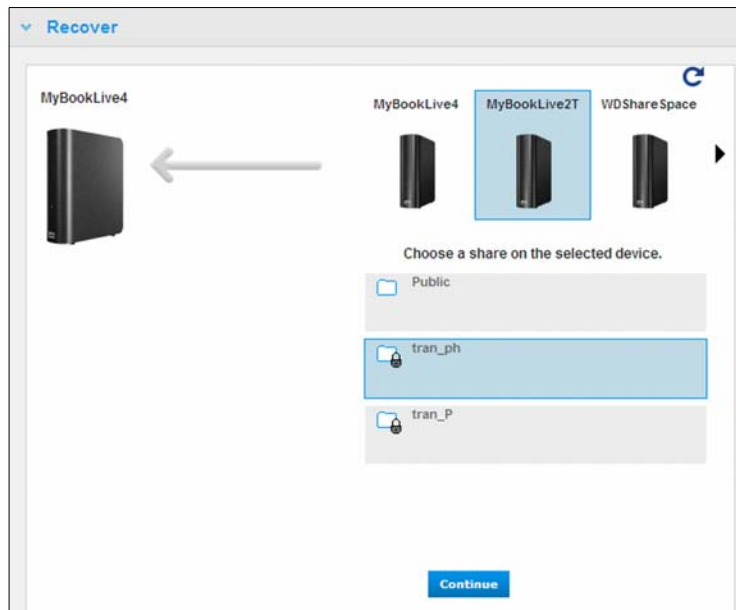 Recover
MyBookLive4
MyBookLive4 MyBookLive2T WDShareSpace
Choose a share on the selected device.
Public
tran_ph
tran_P
Continue